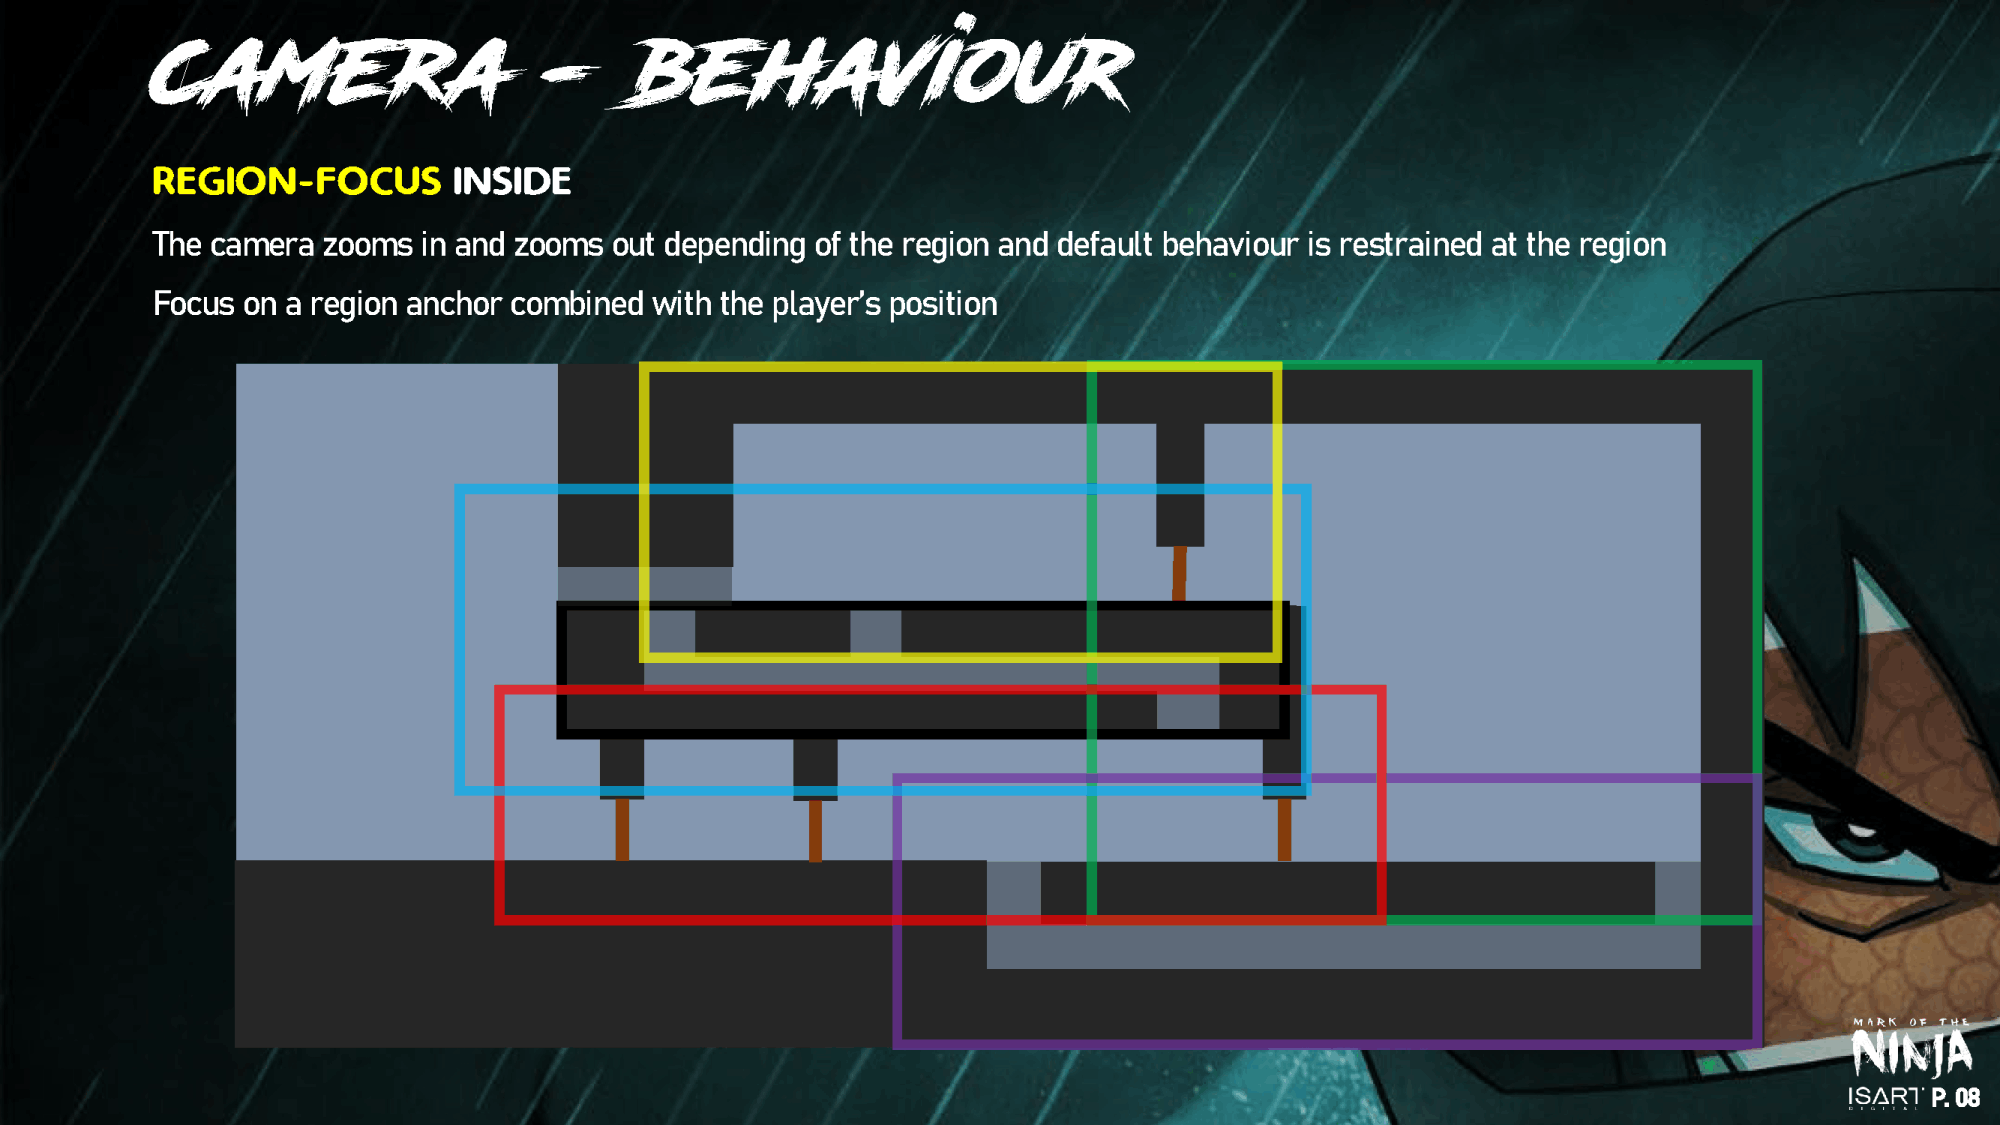 CAMERA - BEHAViOUR
REGION-FOCUS INSIDE
The camera zooms in and zooms out depending of the region and default behaviour is restrained at the region
Focus on a region anchor combined with the player's position
MARK OF THE
NINJA
ISART P. 08
DIGITAL